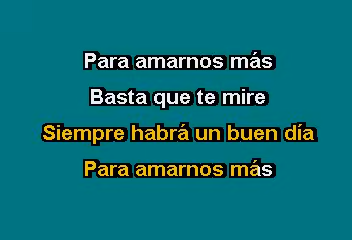 Para amarnos más
Basta que te mire
Siempre habrá un buen día
Para amarnos más